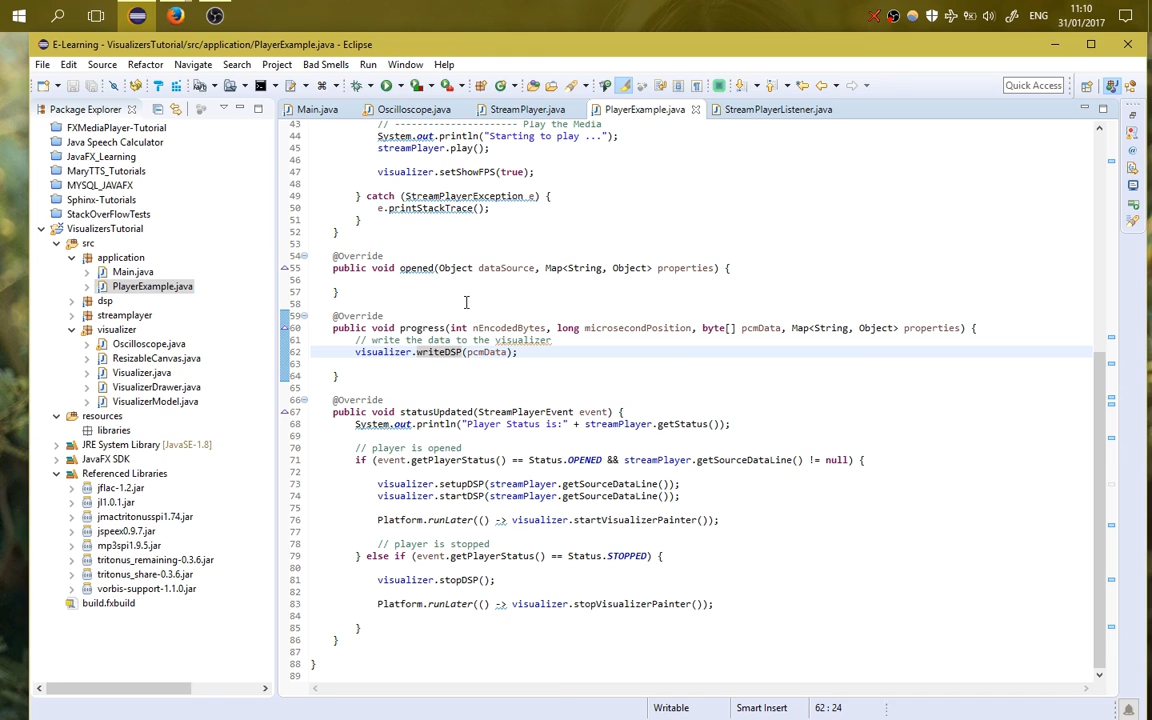 ENG
11:10
31/01/2017
E-Learning - VisualizersTutorial/src/application/PlayerExample.java - Eclipse
File Edit Source Refactor Navigate Search Project Bad Smells Run Window Help
Quick Access
Package Explorer
Main.java Oscilloscope.java StreamPlayer.java PlayerExample.java StreamPlayerListener.java
FXMediaPlayer-Tutorial
Java Speech Calculator
JavaFX_Learning
MaryTTS_Tutorials
MYSQL_JAVAFX
Sphinx-Tutorials
StackOverFlowTests
VisualizersTutorial
src
application
Main.java
PlayerExample.java
dsp
streamplayer
visualizer
Oscilloscope.java
ResizableCanvas.java
Visualizer.java
VisualizerDrawer.java
VisualizerModel.java
resources
libraries
JRE System Library [JavaSE-1.8]
JavaFX SDK
Referenced Libraries
jflac-1.2.jar
jl1.0.1.jar
jmactritonusspi1.74.jar
jspeex0.9.7.jar
mp3spi1.9.5.jar
tritonus_remaining-0.3.6.jar
tritonus_share-0.3.6.jar
vorbis-support-1.1.0.jar
build.fxbuild
43 // ---------------------- Play the Media
44 System.out.println("Starting to play ...");
45 streamPlayer.play();
46
47 visualizer.setShowFPS(true);
48
49 } catch (StreamPlayerException e) {
50 e.printStackTrace();
51 }
52 }
53
54 @Override
55 public void opened(Object dataSource, Map<String, Object> properties) {
56
57 }
58
59 @Override
60 public void progress(int nEncodedBytes, long microsecondPosition, byte[] pcmData, Map<String, Object> properties) {
61 // write the data to the visualizer
62 visualizer.writeDSP(pcmData);
63
64 }
65
66 @Override
67 public void statusUpdated(StreamPlayerEvent event) {
68 System.out.println("Player Status is:" + streamPlayer.getStatus());
69
70 // player is opened
71 if (event.getPlayerStatus() == Status.OPENED && streamPlayer.getSourceDataLine() != null) {
72
73 visualizer.setupDSP(streamPlayer.getSourceDataLine());
74 visualizer.startDSP(streamPlayer.getSourceDataLine());
75
76 Platform.runLater(() -> visualizer.startVisualizerPainter());
77
78 // player is stopped
79 } else if (event.getPlayerStatus() == Status.STOPPED) {
80
81 visualizer.stopDSP();
82
83 Platform.runLater(() -> visualizer.stopVisualizerPainter());
84
85 }
86 }
87
88 }
89
Writable Smart Insert 62 : 24